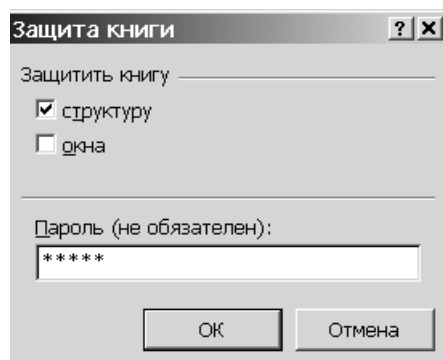 Защита книги
Защитить книгу
структуру
окна
Пароль (не обязателен):
*****
ОК
Отмена